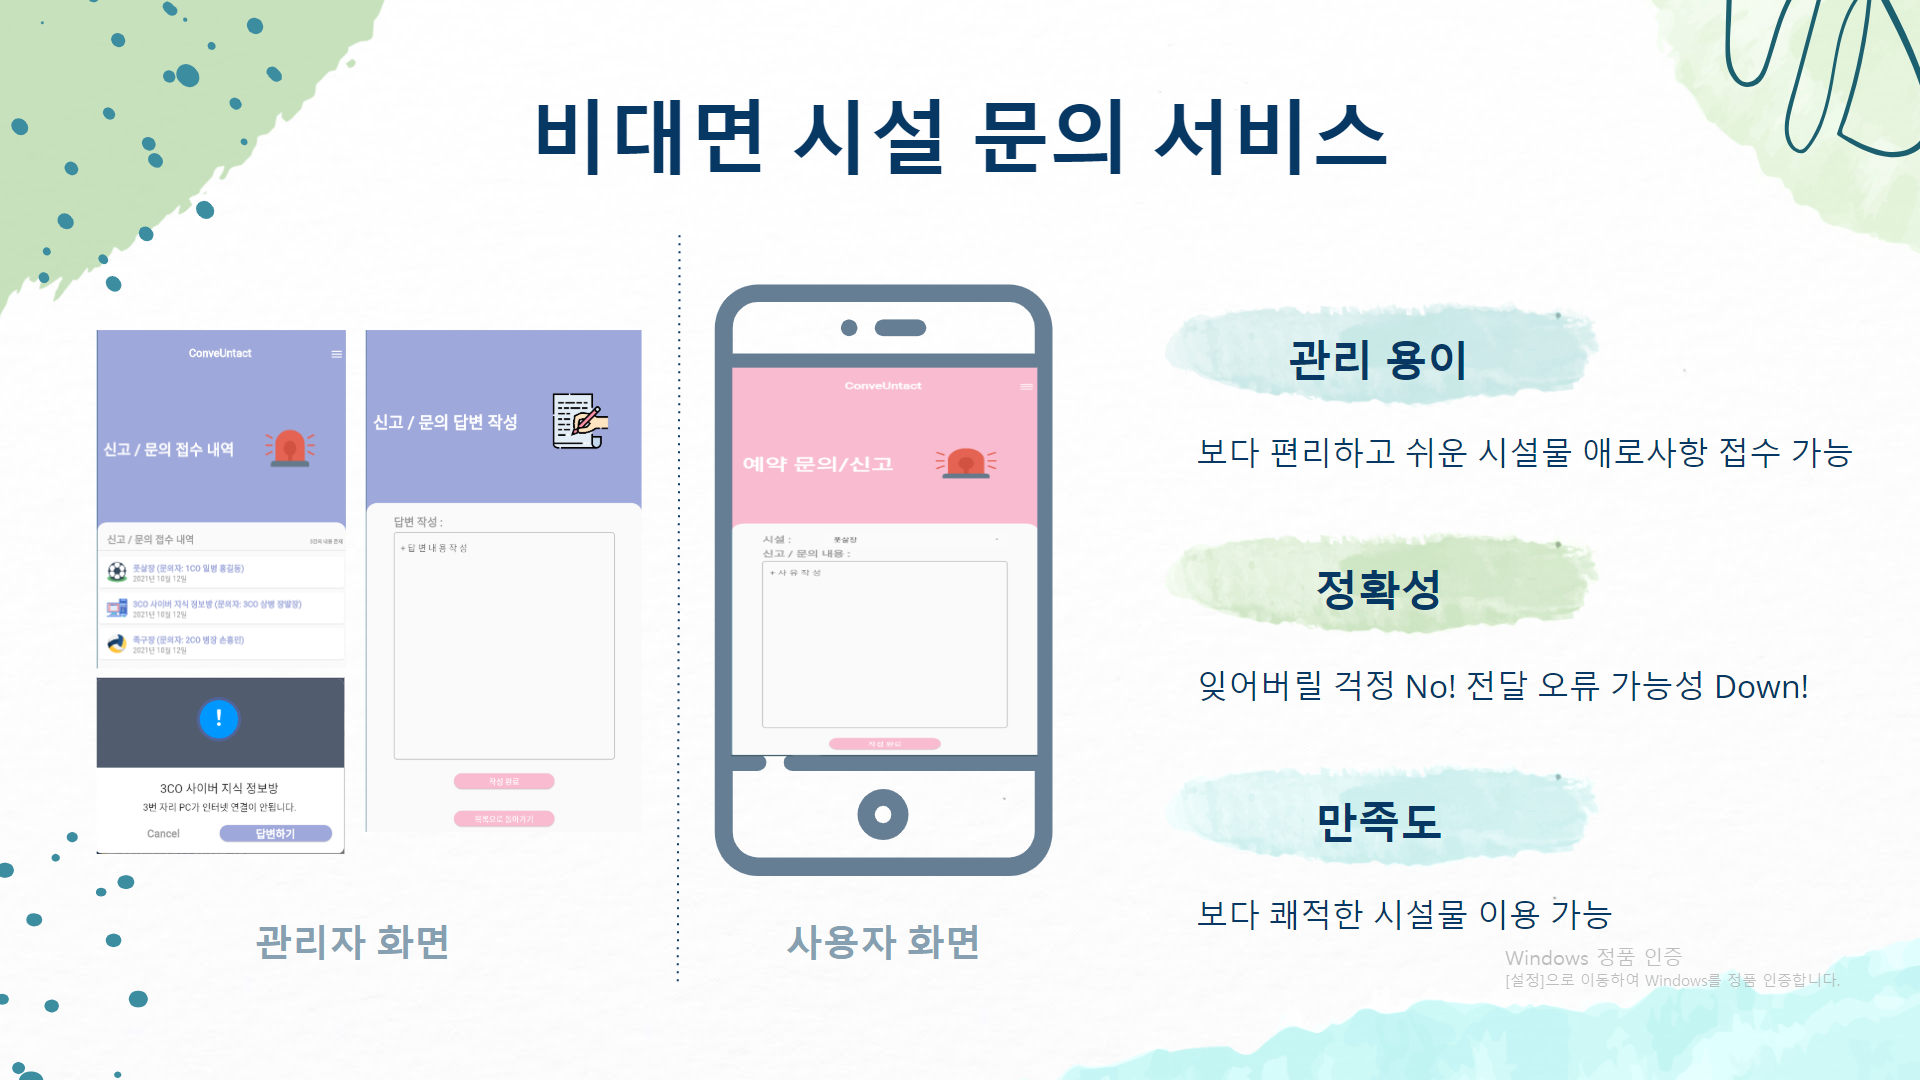 비대면 시설 문의 서비스
ConveUntact
신고 / 문의 접수 내역
신고 / 문의 접수 내역
3건의 내용 존재
풋살장 (문의자: 1CO 일병 홍길동)
2021년 10월 12일
3CO 사이버 지식 정보방 (문의자: 3CO 상병 장발장)
2021년 10월 12일
족구장 (문의자: 2CO 병장 손흥민)
2021년 10월 12일
!
3CO 사이버 지식 정보방
3번 자리 PC가 인터넷 연결이 안됩니다.
Cancel
답변하기
신고 / 문의 답변 작성
답변 작성 :
+ 답 변 내 용 작 성
작성 완료
목록으로 돌아가기
관리자 화면
ConveUntact
예약 문의/신고
시설 :
풋살장
신고 / 문의 내용 :
+ 사 유 작 성
작성 완료
사용자 화면
관리 용이
보다 편리하고 쉬운 시설물 애로사항 접수 가능
정확성
잊어버릴 걱정 No! 전달 오류 가능성 Down!
만족도
보다 쾌적한 시설물 이용 가능
Windows 정품 인증
[설정]으로 이동하여 Windows를 정품 인증합니다.